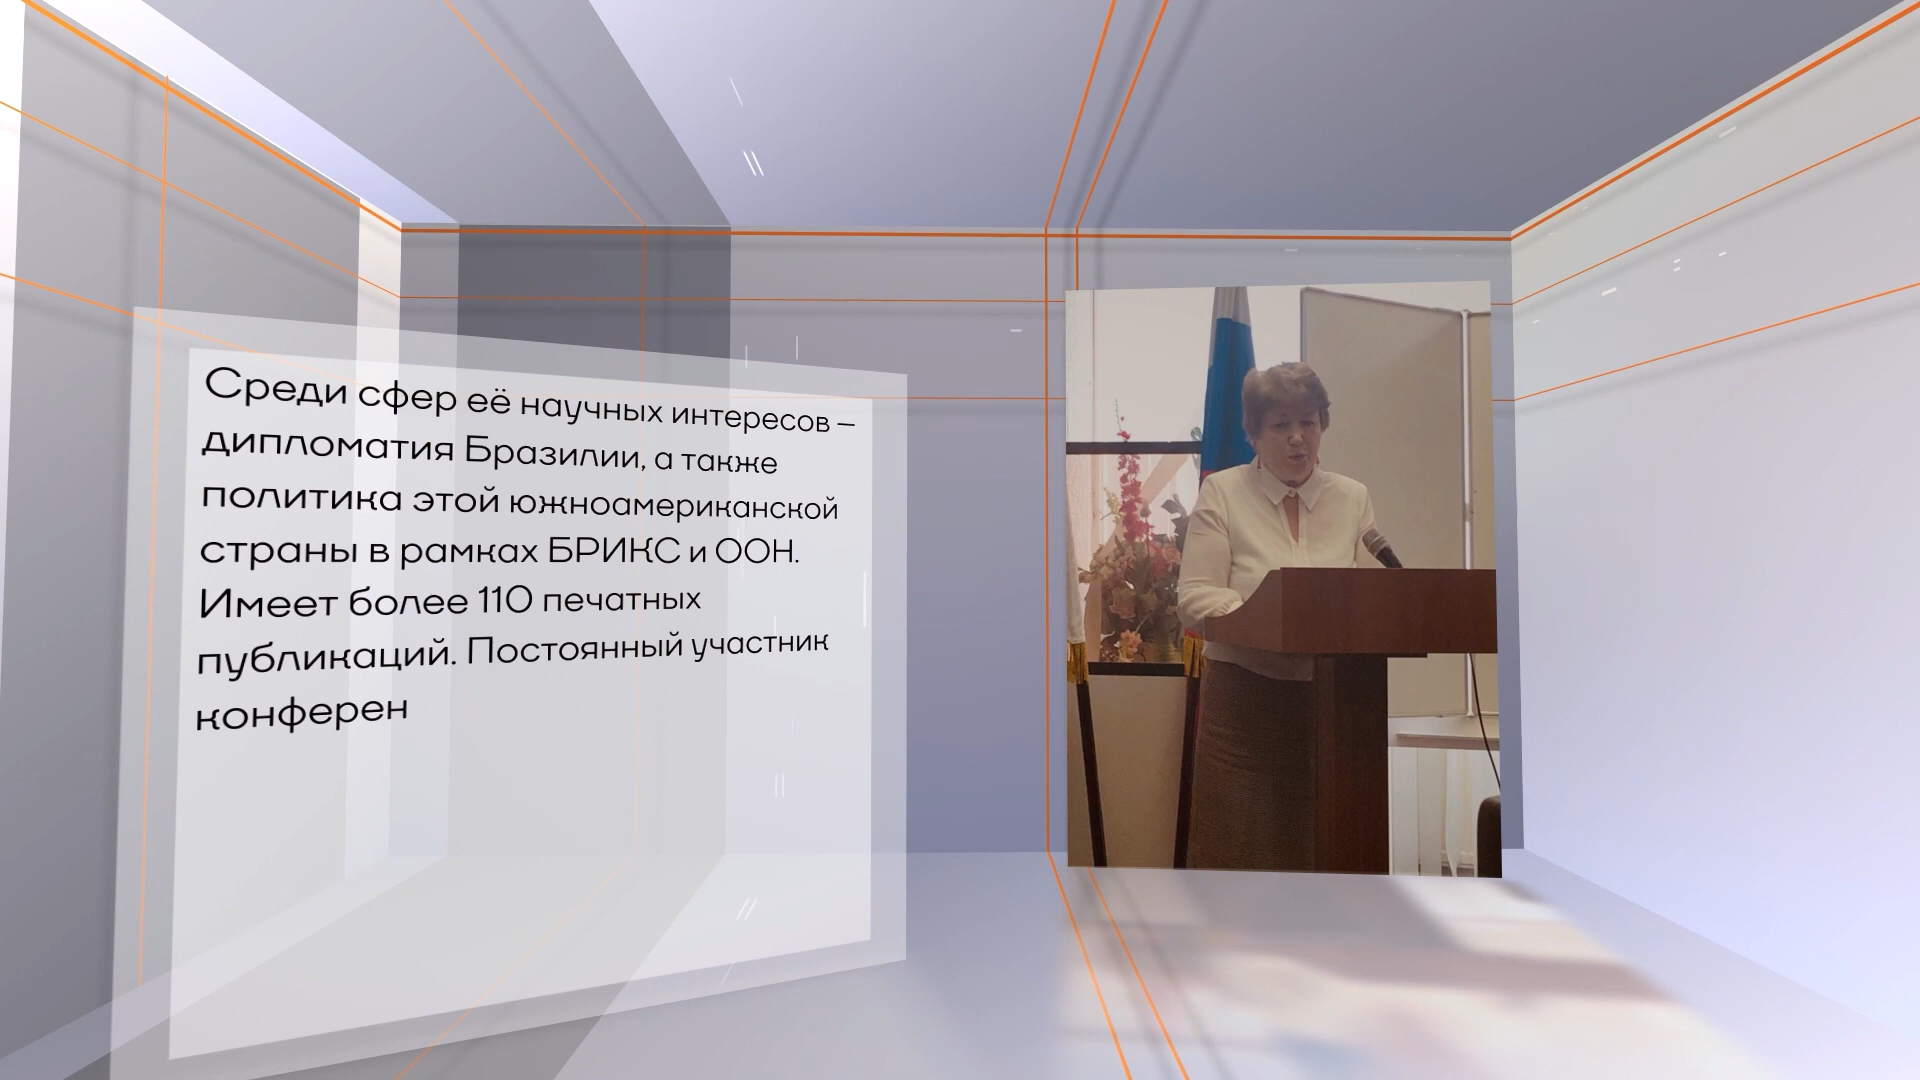 Среди сфер её научных интересов –
дипломатия Бразилии, а также
политика этой южноамериканской
страны в рамках БРИКС и ООН.
Имеет более 110 печатных
публикаций. Постоянный участник
конферен